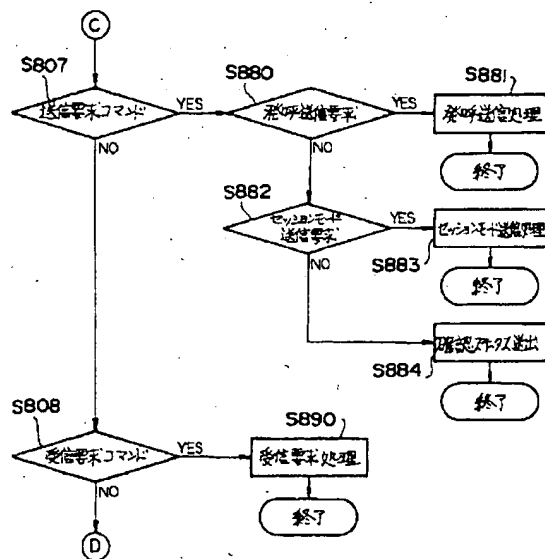 C
S807
送信要求コマンド
YES
NO
S880
発呼送信要求
YES
NO
S881
発呼送信処理
終了
S882
セッションモード
送信要求
YES
NO
S883
セッションモード送信処理
終了
S884
確認ステータス送出
終了
S808
受信要求コマンド
YES
NO
S890
受信要求処理
終了
D